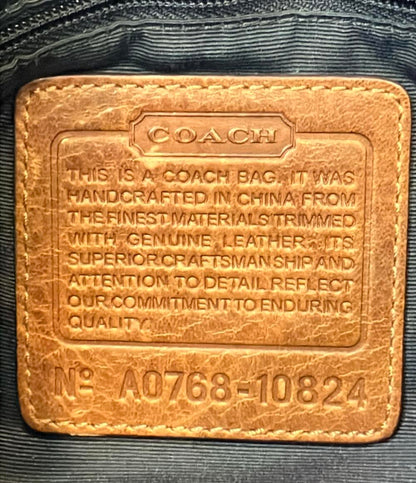 COACH
THIS IS A COACH BAG. IT WAS
HANDCRAFTED IN CHINA FROM
THE FINEST MATERIALS TRIMMED
WITH GENUINE LEATHER. ITS
SUPERIOR CRAFTSMANSHIP AND
ATTENTION TO DETAIL REFLECT
OUR COMMITMENT TO ENDURING
QUALITY.
Nº A0768-10824